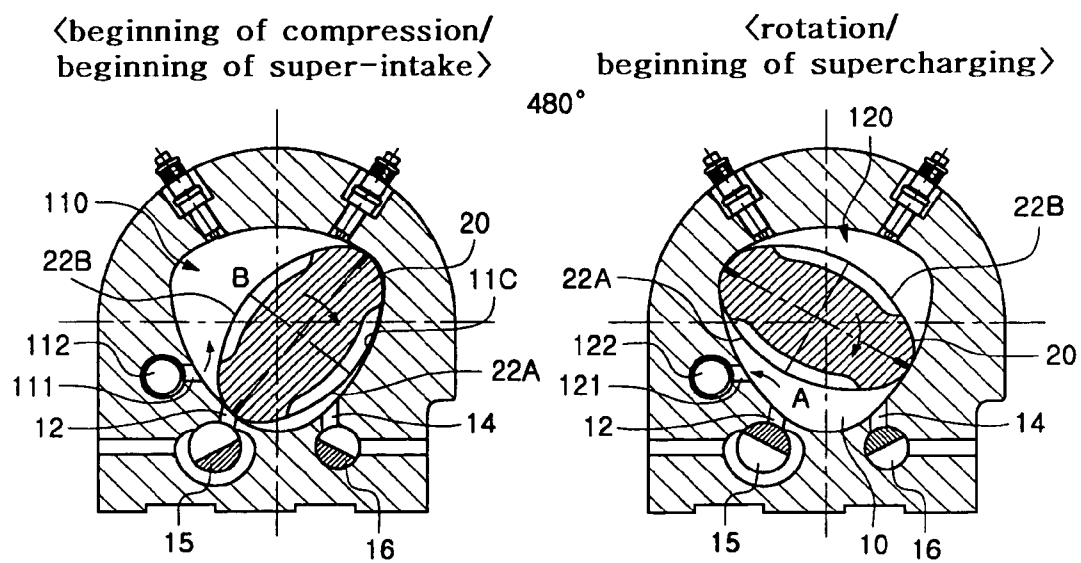 <beginning of compression/
beginning of super-intake>
<rotation/
beginning of supercharging>
480°
110
22B
B
20
11C
112
111
12
22A
14
15
16
120
22B
22A
122
121
12
A
20
14
15
10
16